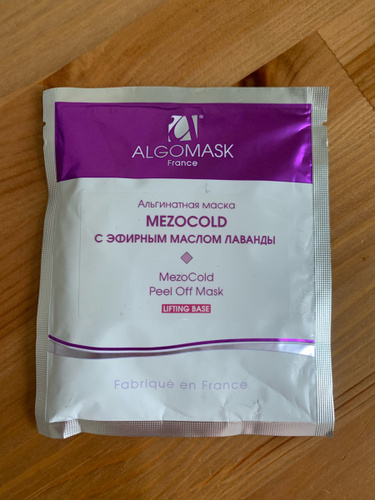 ALGOMASK
France
Альгинатная маска
MEZOCOLD
С ЭФИРНЫМ МАСЛОМ ЛАВАНДЫ
MezoCold
Peel Off Mask
LIFTING BASE
Fabriqué en France